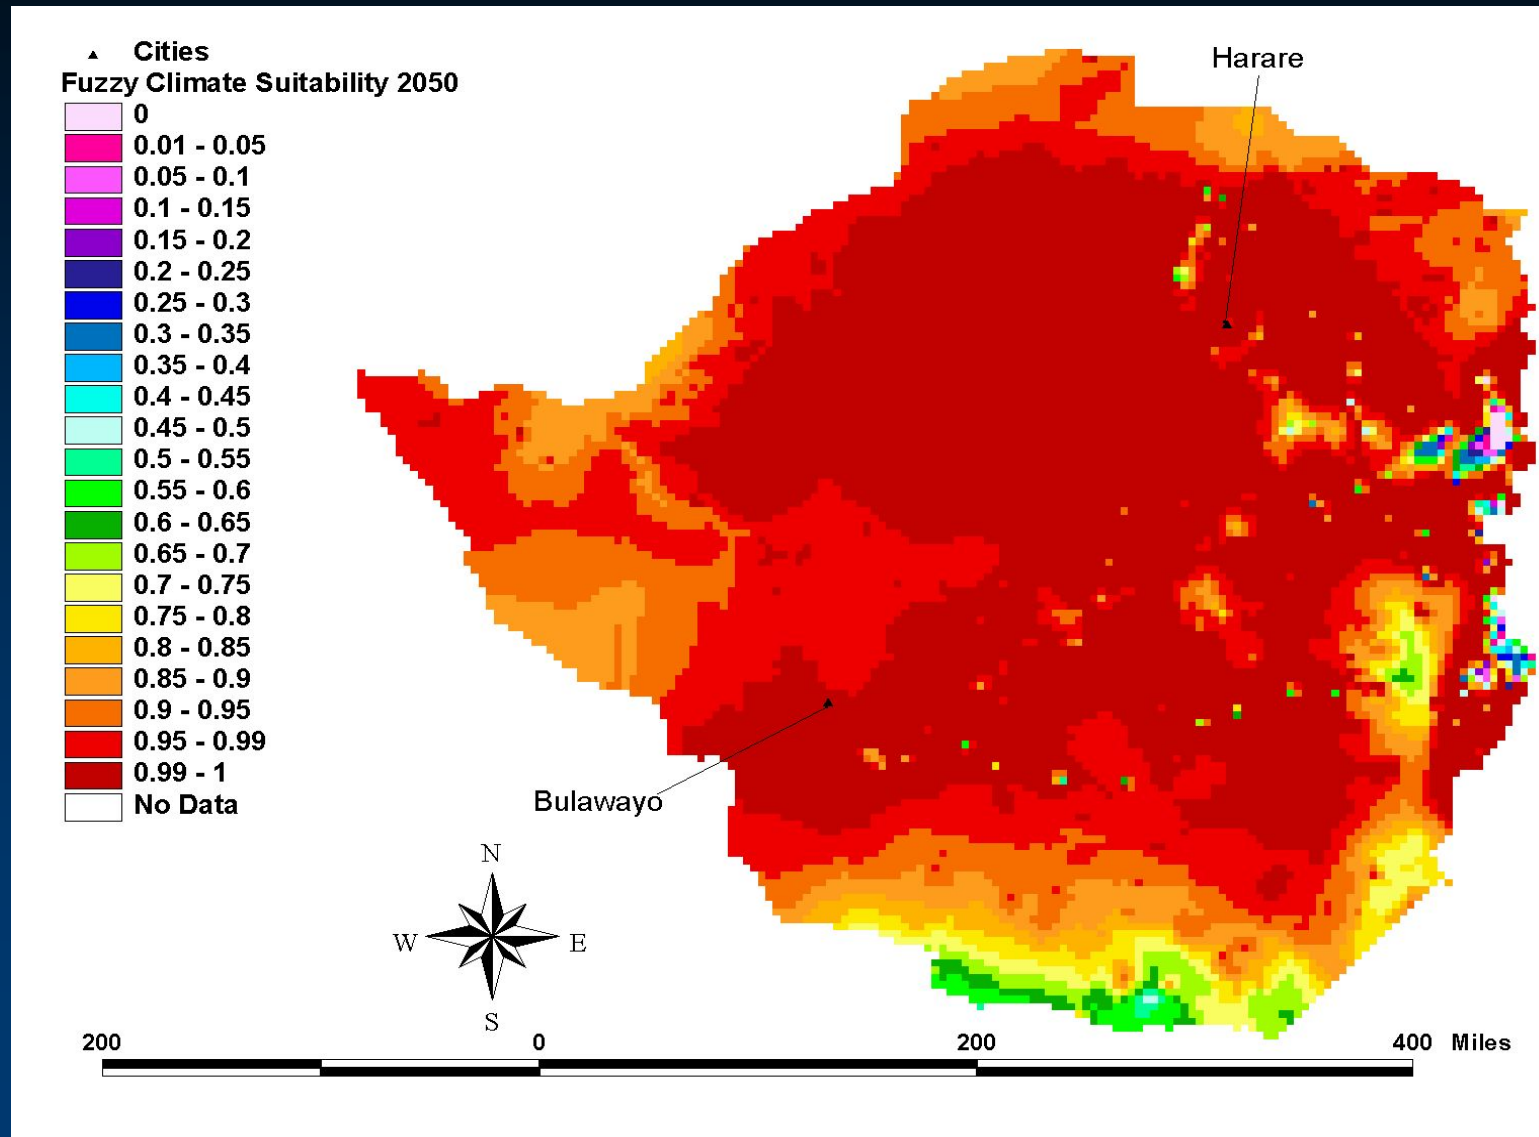 Cities
Fuzzy Climate Suitability 2050
0
0.01 - 0.05
0.05 - 0.1
0.1 - 0.15
0.15 - 0.2
0.2 - 0.25
0.25 - 0.3
0.3 - 0.35
0.35 - 0.4
0.4 - 0.45
0.45 - 0.5
0.5 - 0.55
0.55 - 0.6
0.6 - 0.65
0.65 - 0.7
0.7 - 0.75
0.75 - 0.8
0.8 - 0.85
0.85 - 0.9
0.9 - 0.95
0.95 - 0.99
0.99 - 1
No Data
Harare
Bulawayo
N
W E
S
200 0 200 400 Miles